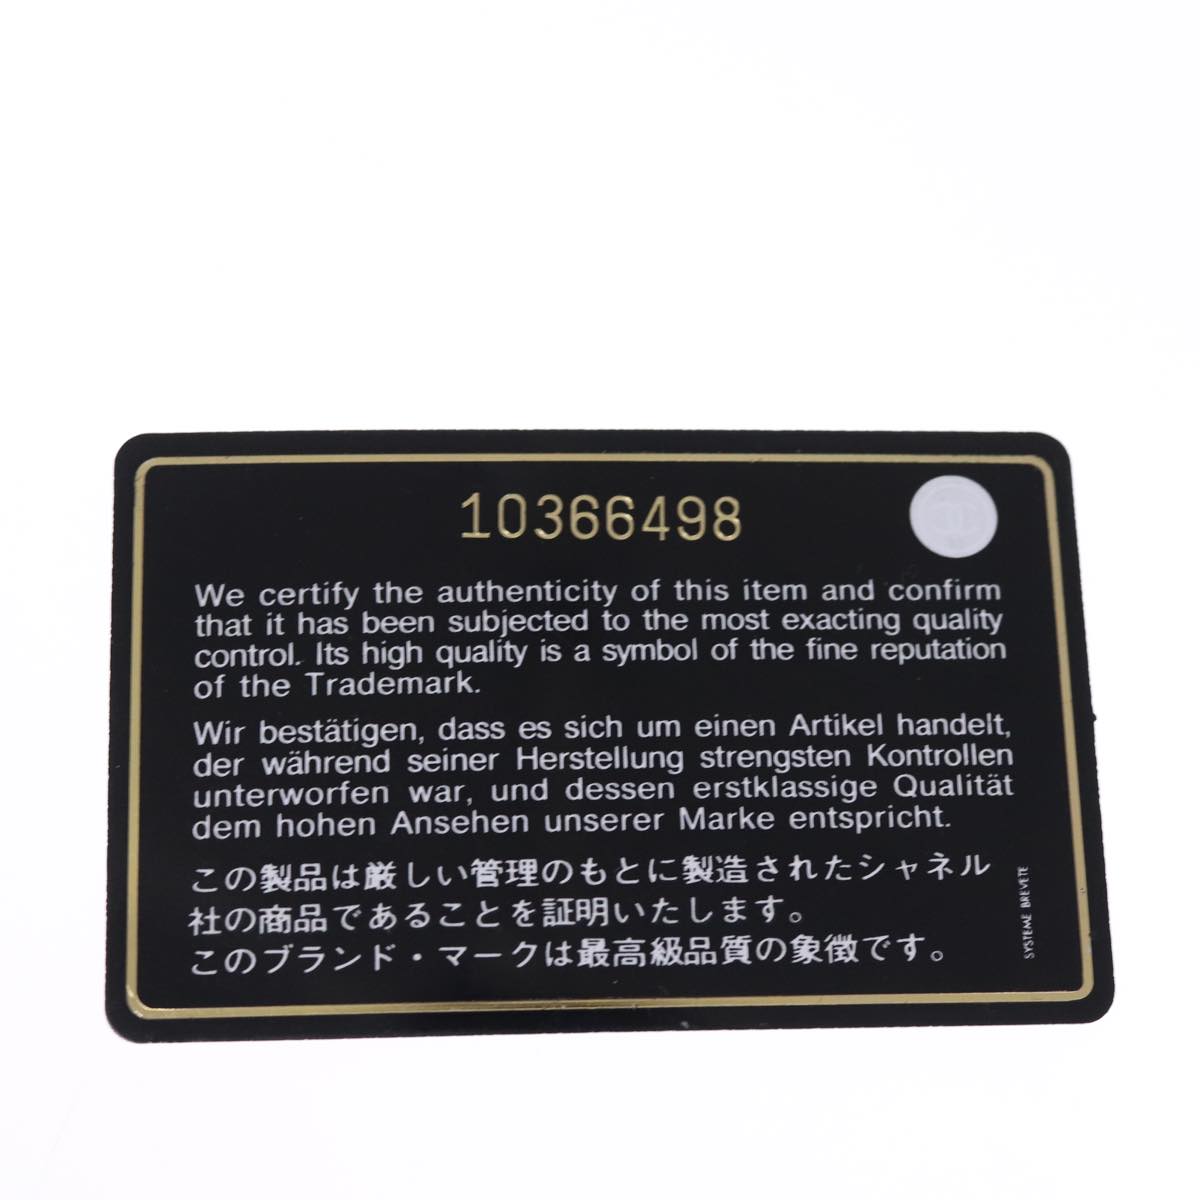 10366498
We certify the authenticity of this item and confirm
that it has been subjected to the most exacting quality
control. Its high quality is a symbol of the fine reputation
of the Trademark.
Wir bestätigen, dass es sich um einen Artikel handelt,
der während seiner Herstellung strengsten Kontrollen
unterworfen war, und dessen erstklassige Qualität
dem hohen Ansehen unserer Marke entspricht.
この製品は厳しい管理のもとに製造されたシャネル
社の商品であることを証明いたします。
このブランド・マークは最高級品質の象徴です。
SYSTEME BREVETE